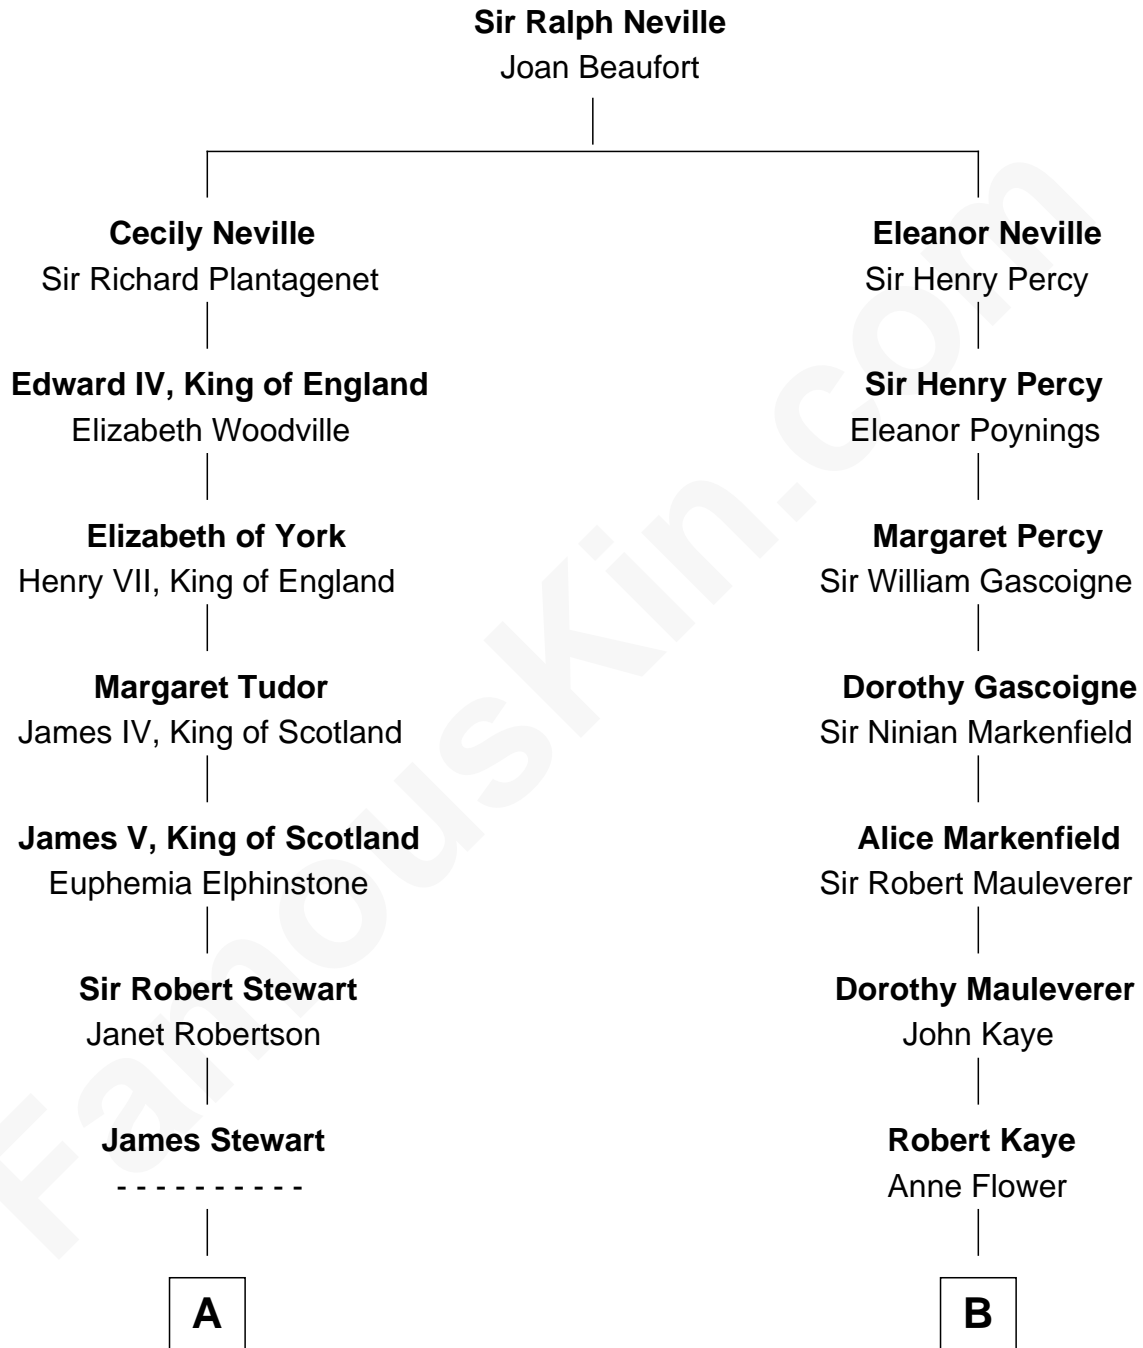 Sir Ralph Neville
Joan Beaufort
Cecily Neville
Sir Richard Plantagenet
Edward IV, King of England
Elizabeth Woodville
Elizabeth of York
Henry VII, King of England
Margaret Tudor
James IV, King of Scotland
James V, King of Scotland
Euphemia Elphinstone
Sir Robert Stewart
Janet Robertson
James Stewart
- - - - - - - - - -
A
Eleanor Neville
Sir Henry Percy
Sir Henry Percy
Eleanor Poynings
Margaret Percy
Sir William Gascoigne
Dorothy Gascoigne
Sir Ninian Markenfield
Alice Markenfield
Sir Robert Mauleverer
Dorothy Mauleverer
John Kaye
Robert Kaye
Anne Flower
B
FamousKin.com